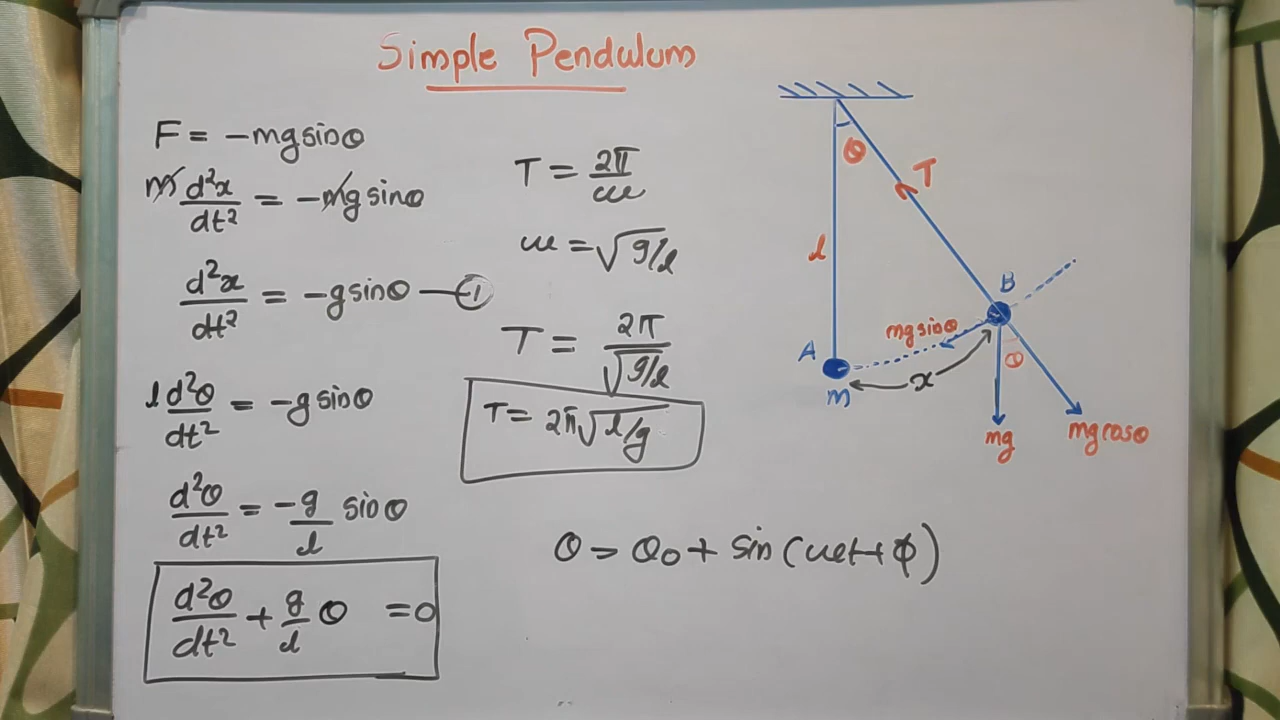 Simple Pendulum
F = -mg sinθ
m d²x/dt² = -mg sinθ
d²x/dt² = -g sinθ — ①
l d²θ/dt² = -g sinθ
d²θ/dt² = -g/l sinθ
d²θ/dt² + g/l θ = 0
T = 2π/ω
ω = √g/l
T = 2π/√g/l
T = 2π√l/g
θ = θ₀ + sin(ωt + φ)
θ
T
l
B
mg sinθ
A
θ
x
m
mg
mg cosθ